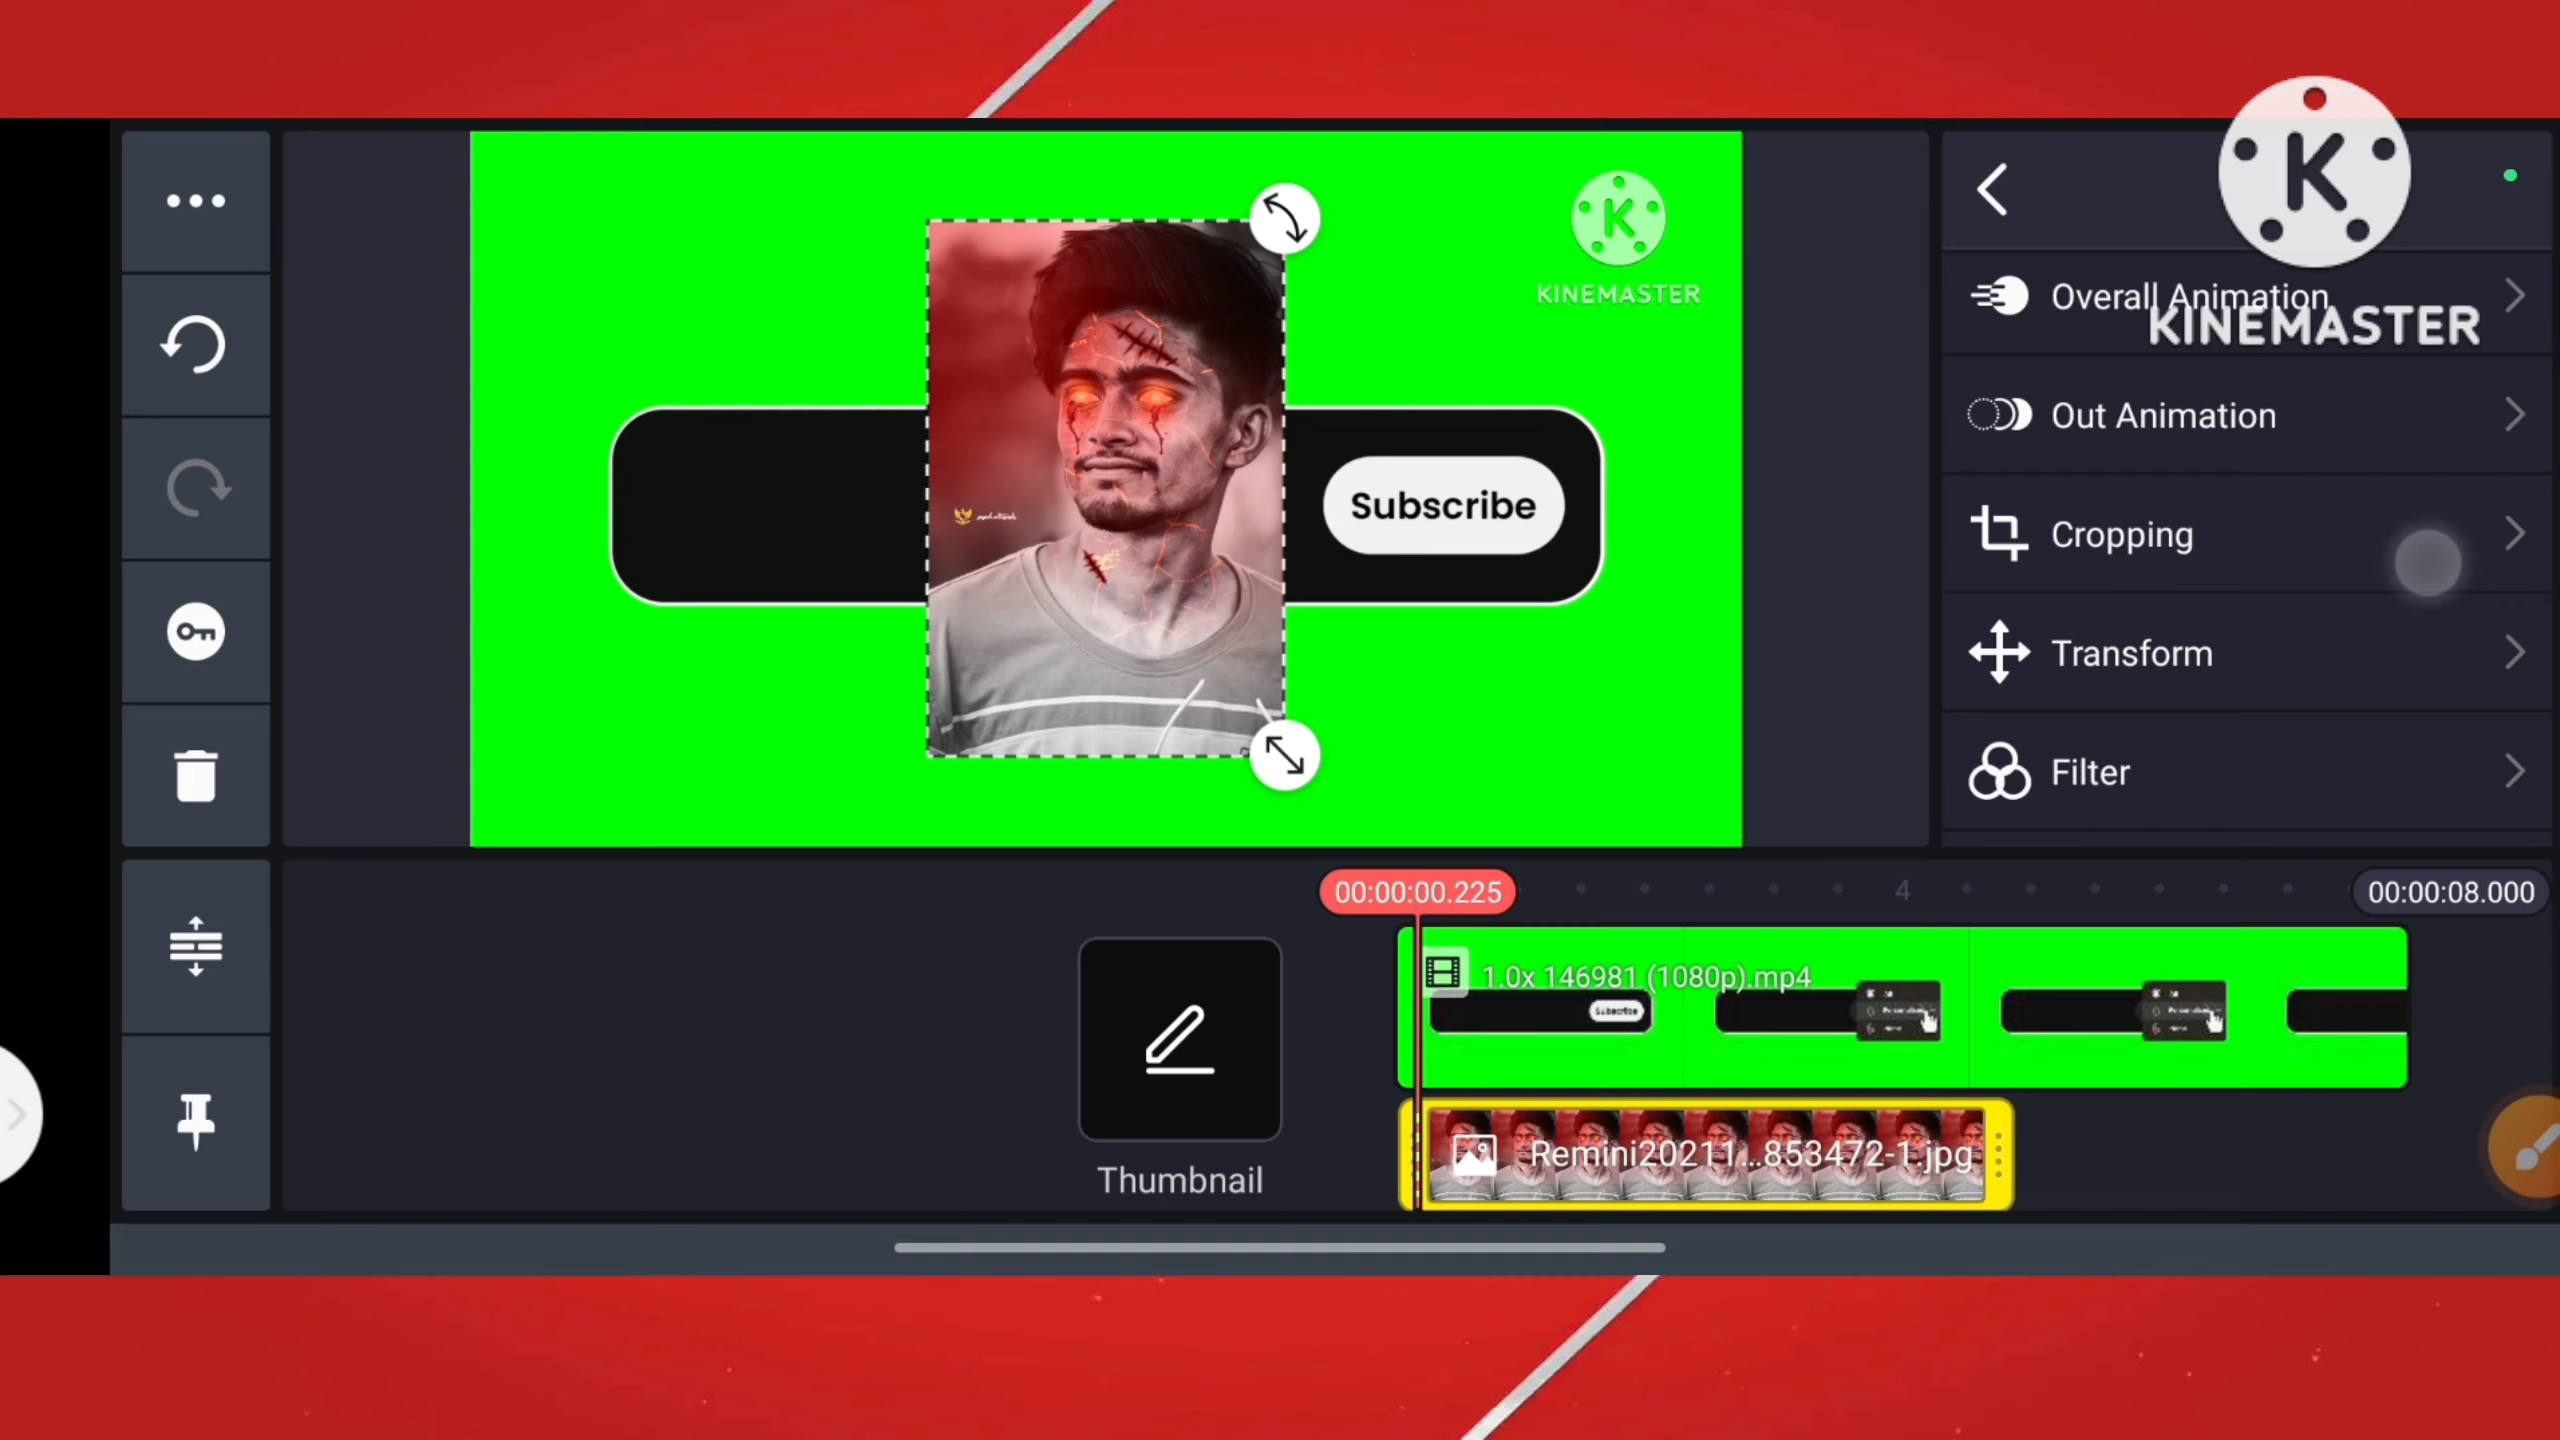 KINEMASTER
Subscribe
Overall Animation
KINEMASTER
Out Animation
Cropping
Transform
Filter
00:00:00.225
4
00:00:08.000
1.0x 146981 (1080p).mp4
Subscribe
Thumbnail
Remini20211...853472-1.jpg